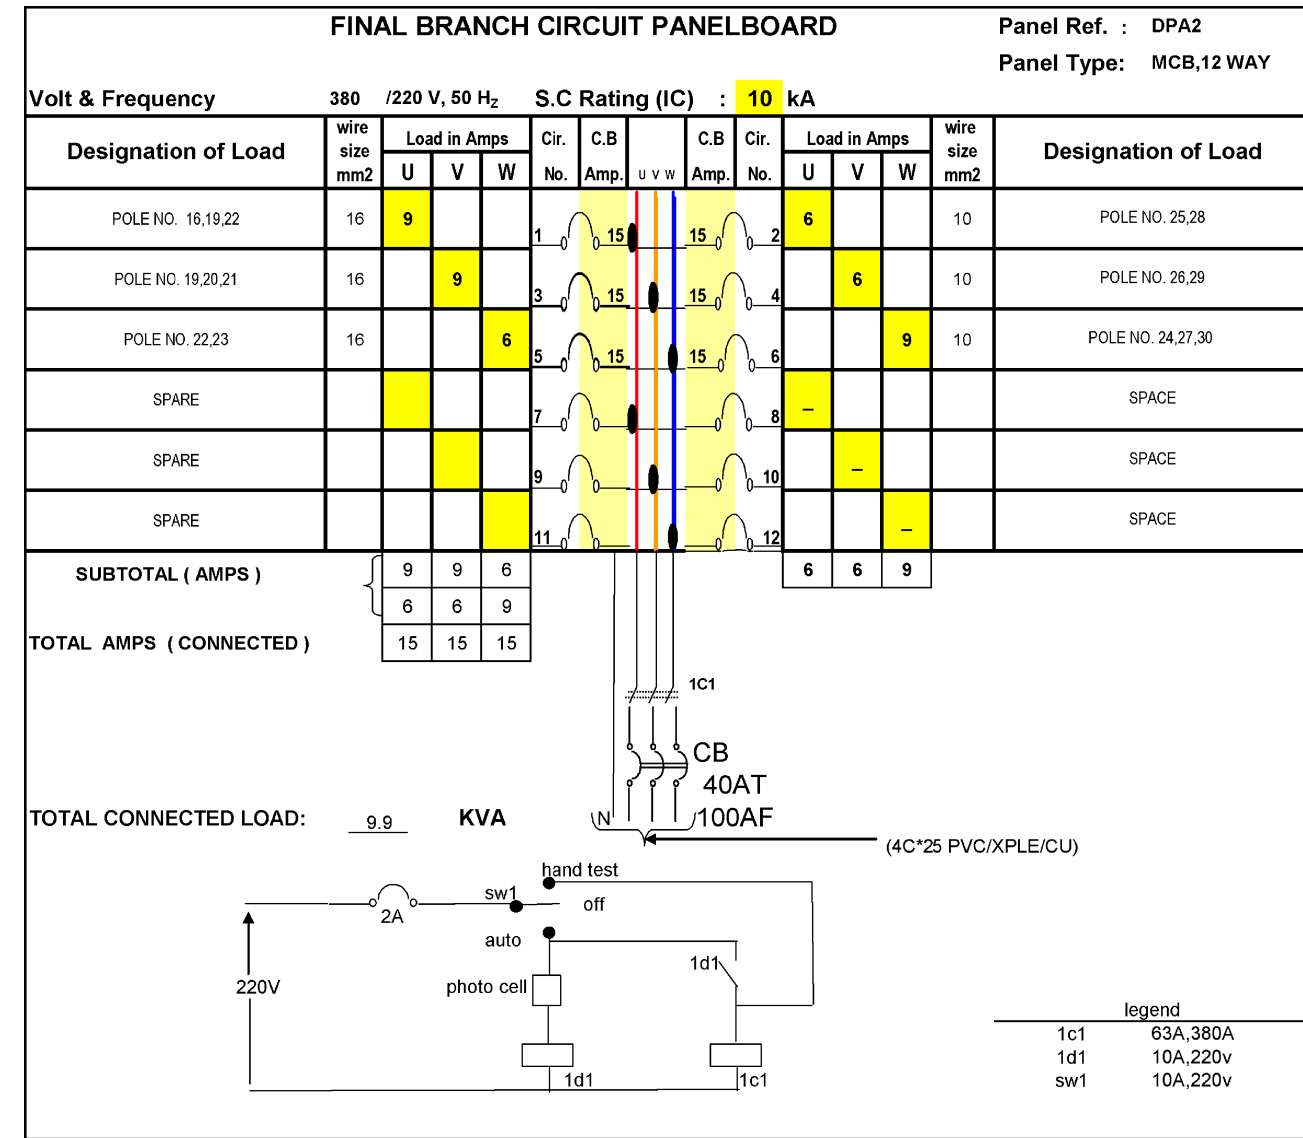 FINAL BRANCH CIRCUIT PANELBOARD Panel Ref. : DPA2
Panel Type: MCB,12 WAY
Volt & Frequency 380 /220 V, 50 Hz S.C Rating (IC) : 10 kA
Designation of Load wire size mm2 Load in Amps U V W Cir. No. C.B Amp. U V W C.B Amp. Cir. No. Load in Amps U V W wire size mm2 Designation of Load
POLE NO. 16,19,22 16 9 1 15 15 2 6 10 POLE NO. 25,28
POLE NO. 19,20,21 16 9 3 15 15 4 6 10 POLE NO. 26,29
POLE NO. 22,23 16 6 5 15 15 6 9 10 POLE NO. 24,27,30
SPARE 7 8 – SPACE
SPARE 9 10 – SPACE
SPARE 11 12 – SPACE
SUBTOTAL ( AMPS ) 9 9 6 6 6 9
6 6 9
TOTAL AMPS ( CONNECTED ) 15 15 15
1C1
CB
40AT
TOTAL CONNECTED LOAD: 9.9 KVA N 100AF
(4C*25 PVC/XPLE/CU)
hand test
sw1 off
2A
auto
1d1
220V photo cell
1d1 1c1
legend
1c1 63A,380A
1d1 10A,220v
sw1 10A,220v